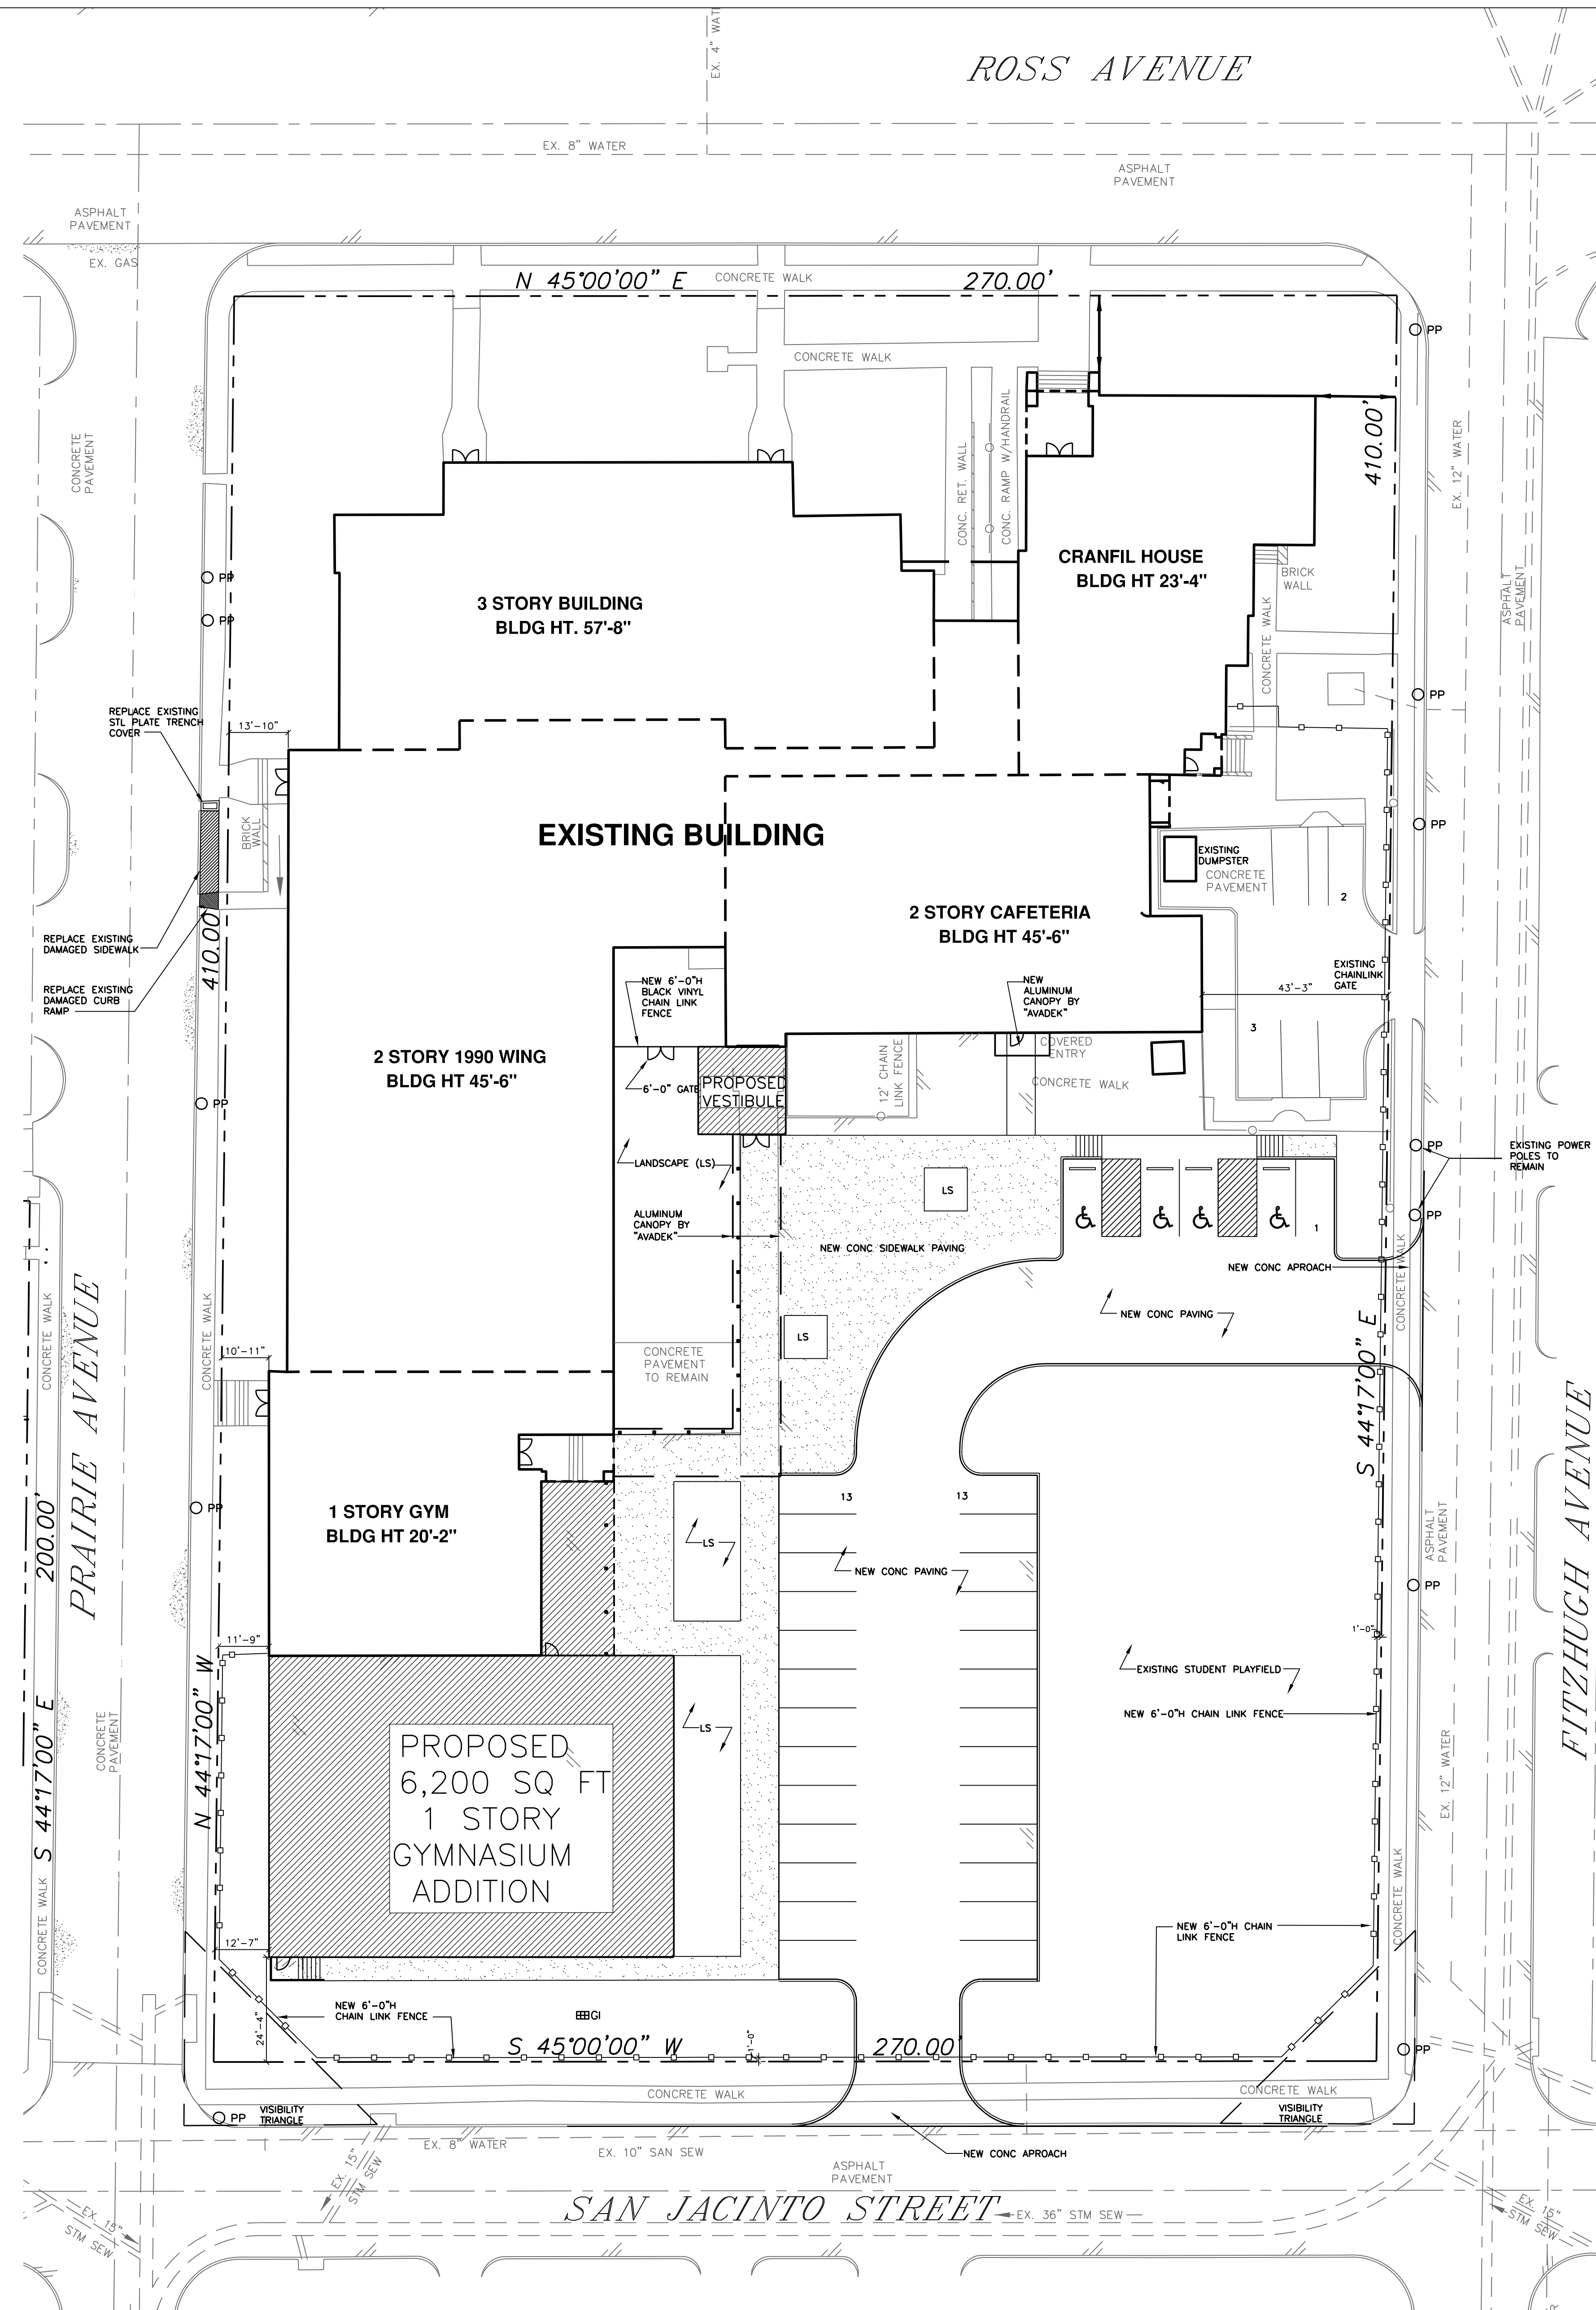 EX. 4" WAT
ROSS AVENUE
EX. 8" WATER
ASPHALT
PAVEMENT
ASPHALT
PAVEMENT
EX. GAS
N 45°00'00" E
CONCRETE WALK
270.00'
PP
CONCRETE WALK
CONCRETE
PAVEMENT
CONC. RET. WALL
CONC. RAMP W/HANDRAIL
410.00'
EX. 12" WATER
CRANFIL HOUSE
BLDG HT 23'-4"
BRICK
WALL
ASPHALT
PAVEMENT
PP
PP
3 STORY BUILDING
BLDG HT. 57'-8"
CONCRETE WALK
PP
REPLACE EXISTING
STL PLATE TRENCH
COVER
13'-10"
BRICK
WALL
EXISTING BUILDING
PP
EXISTING
DUMPSTER
CONCRETE
PAVEMENT
2
2 STORY CAFETERIA
BLDG HT 45'-6"
REPLACE EXISTING
DAMAGED SIDEWALK
410.00'
REPLACE EXISTING
DAMAGED CURB
RAMP
NEW 6'-0"H
BLACK VINYL
CHAIN LINK
FENCE
NEW
ALUMINUM
CANOPY BY
"AVADEK"
EXISTING
CHAINLINK
GATE
43'-3"
3
2 STORY 1990 WING
BLDG HT 45'-6"
6'-0" GATE
PROPOSED
VESTIBULE
12' CHAIN
LINK FENCE
COVERED
ENTRY
CONCRETE WALK
PP
PP
EXISTING POWER
POLES TO
REMAIN
LANDSCAPE (LS)
LS
PP
ALUMINUM
CANOPY BY
"AVADEK"
NEW CONC SIDEWALK PAVING
1
NEW CONC APROACH
CONCRETE WALK
NEW CONC PAVING
LS
CONCRETE WALK
CONCRETE WALK
PRAIRIE AVENUE
10'-11"
CONCRETE
PAVEMENT
TO REMAIN
S 44°17'00" E
13
13
PP
1 STORY GYM
BLDG HT 20'-2"
200.00'
LS
NEW CONC PAVING
ASPHALT
PAVEMENT
PP
FITZHUGH AVENUE
11'-9"
1'-0"
EXISTING STUDENT PLAYFIELD
NEW 6'-0"H CHAIN LINK FENCE
LS
N 44°17'00" W
S 44°17'00" E
CONCRETE
PAVEMENT
PROPOSED
6,200 SQ FT
1 STORY
GYMNASIUM
ADDITION
EX. 12" WATER
CONCRETE WALK
CONCRETE WALK
12'-7"
NEW 6'-0"H CHAIN
LINK FENCE
NEW 6'-0"H
CHAIN LINK FENCE
GI
24'-4"
S 45°00'00" W
1'-0"
270.00'
PP
CONCRETE WALK
CONCRETE WALK
PP
VISIBILITY
TRIANGLE
VISIBILITY
TRIANGLE
EX. 8" WATER
EX. 10" SAN SEW
NEW CONC APROACH
ASPHALT
PAVEMENT
EX. 15"
STM SEW
SAN JACINTO STREET
EX. 36" STM SEW
EX. 15"
STM SEW
EX. 15"
STM SEW